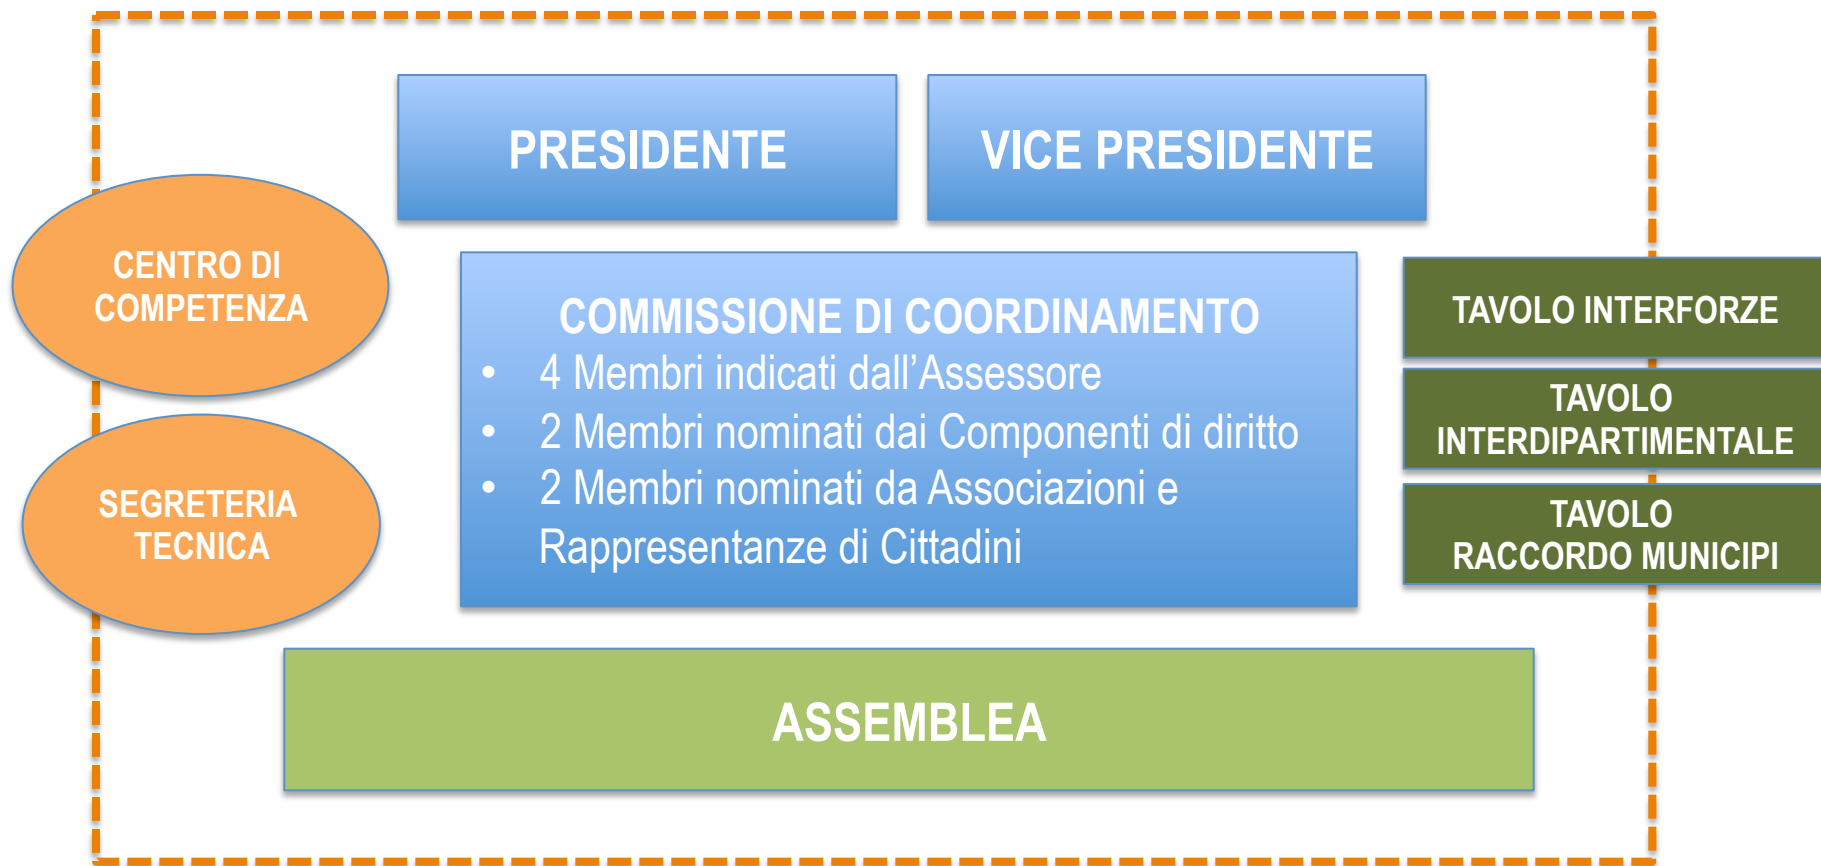 PRESIDENTE
VICE PRESIDENTE
CENTRO DI
COMPETENZA
SEGRETERIA
TECNICA
COMMISSIONE DI COORDINAMENTO
• 4 Membri indicati dall’Assessore
• 2 Membri nominati dai Componenti di diritto
• 2 Membri nominati da Associazioni e
Rappresentanze di Cittadini
TAVOLO INTERFORZE
TAVOLO
INTERDIPARTIMENTALE
TAVOLO
RACCORDO MUNICIPI
ASSEMBLEA